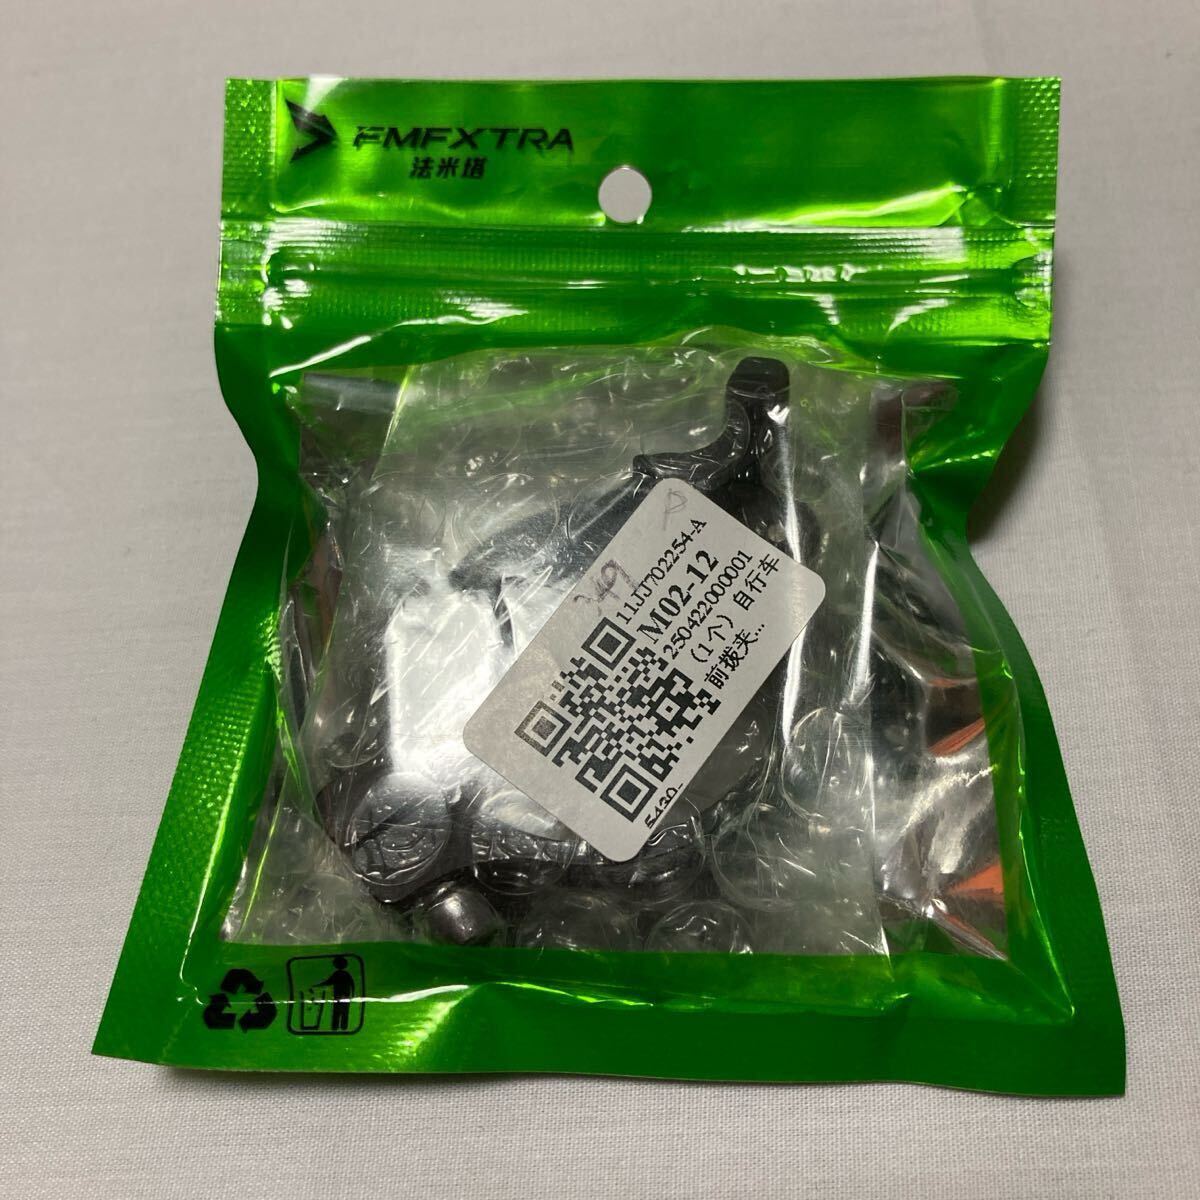 FMFXTRA
法米塔
11JJ702254-A
M02-12
250422000001
（1个）自行车
前拨夹...